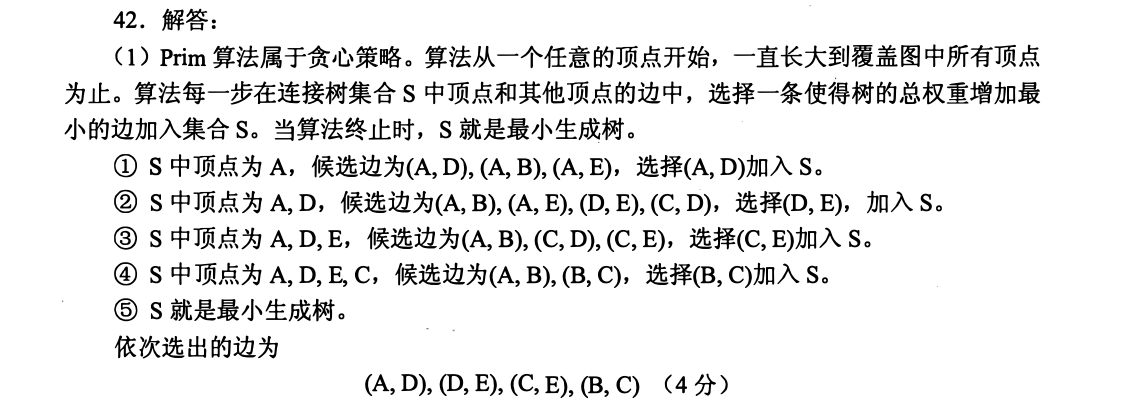 42．解答：
（1）Prim 算法属于贪心策略。算法从一个任意的顶点开始，一直长大到覆盖图中所有顶点
为止。算法每一步在连接树集合 S 中顶点和其他顶点的边中，选择一条使得树的总权重增加最
小的边加入集合 S。当算法终止时，S 就是最小生成树。
① S 中顶点为 A，候选边为(A, D), (A, B), (A, E)，选择(A, D)加入 S。
② S 中顶点为 A, D，候选边为(A, B), (A, E), (D, E), (C, D)，选择(D, E)，加入 S。
③ S 中顶点为 A, D, E，候选边为(A, B), (C, D), (C, E)，选择(C, E)加入 S。
④ S 中顶点为 A, D, E, C，候选边为(A, B), (B, C)，选择(B, C)加入 S。
⑤ S 就是最小生成树。
依次选出的边为
(A, D), (D, E), (C, E), (B, C) （4 分）